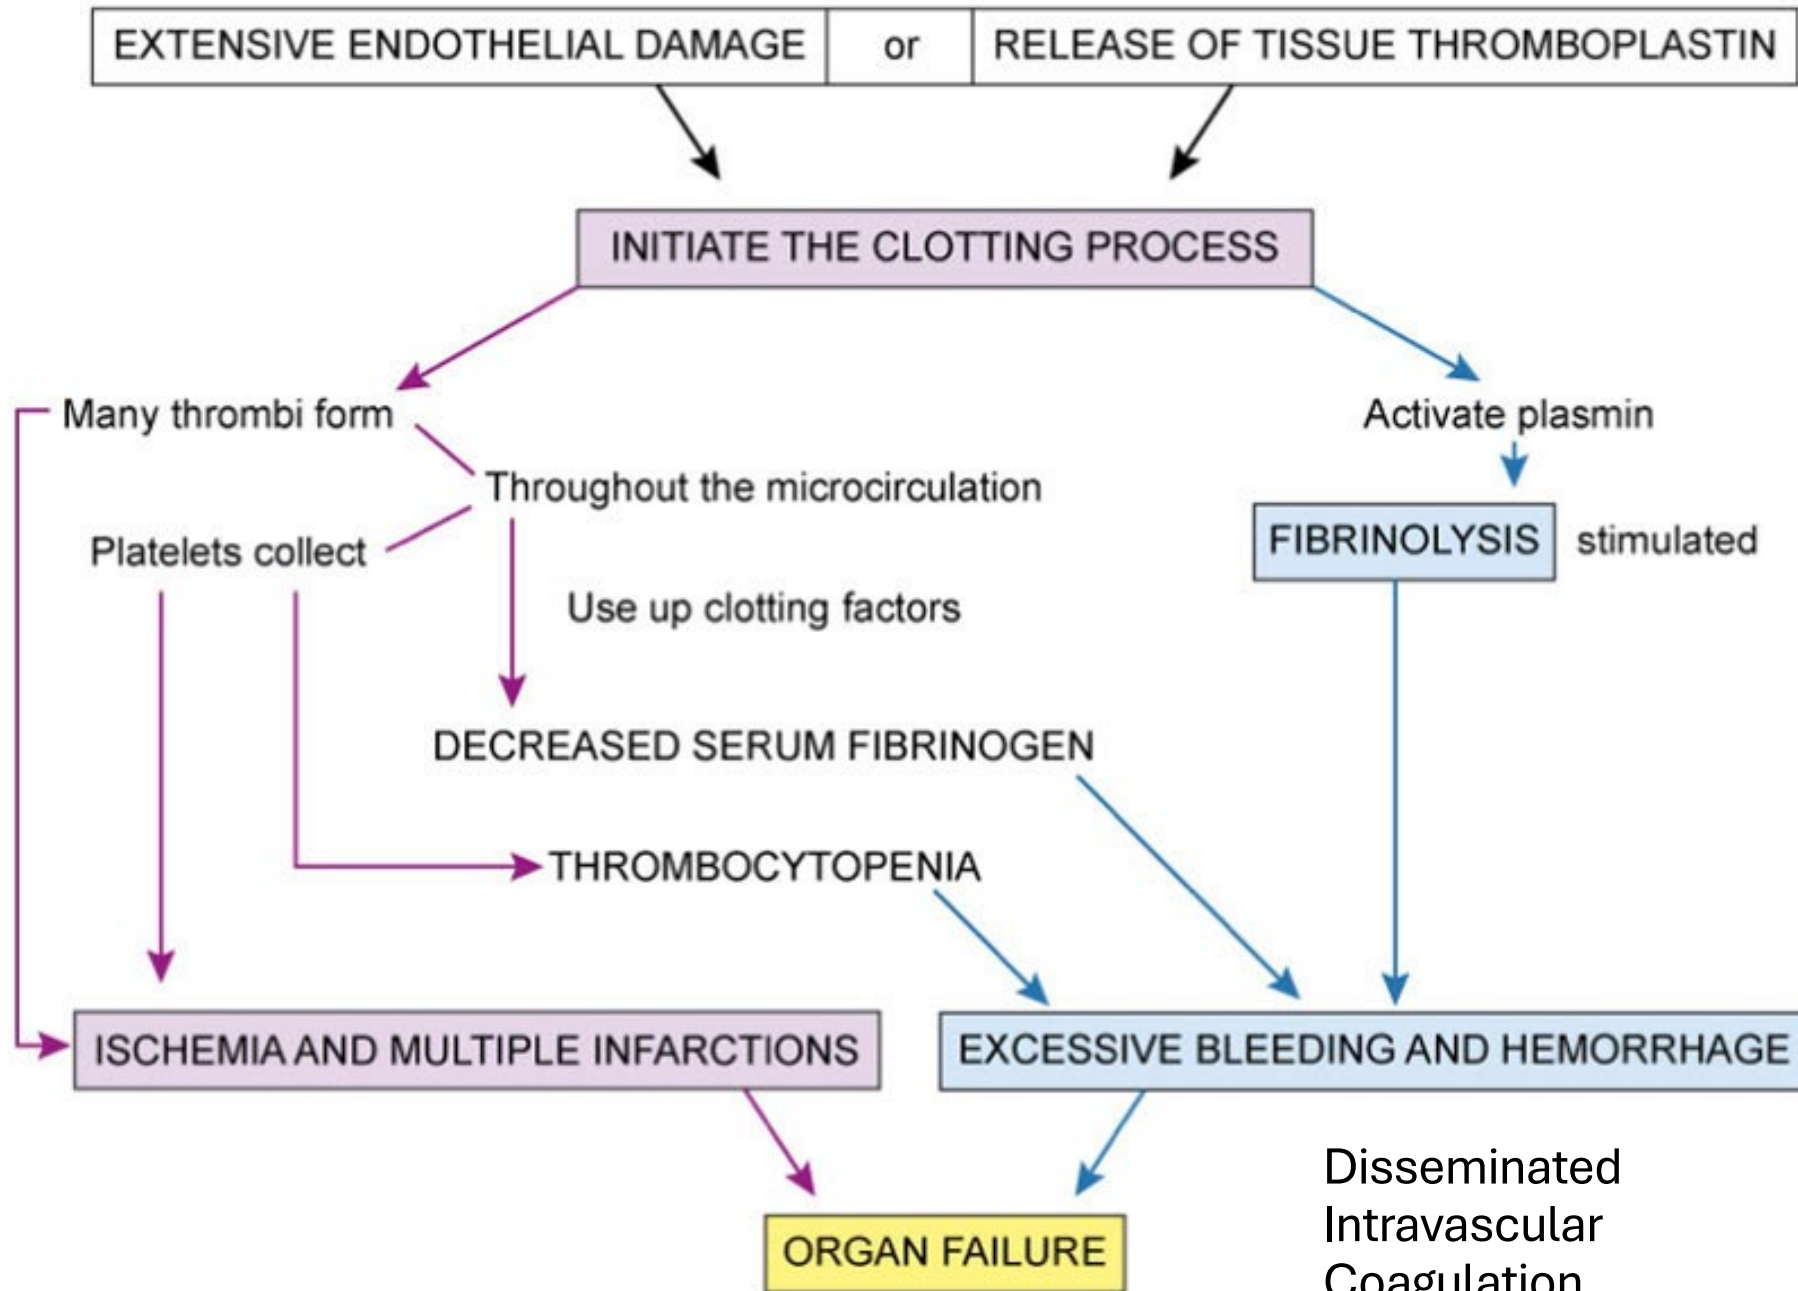 EXTENSIVE ENDOTHELIAL DAMAGE or RELEASE OF TISSUE THROMBOPLASTIN
INITIATE THE CLOTTING PROCESS
Many thrombi form
Activate plasmin
Throughout the microcirculation
Platelets collect
FIBRINOLYSIS stimulated
Use up clotting factors
DECREASED SERUM FIBRINOGEN
THROMBOCYTOPENIA
ISCHEMIA AND MULTIPLE INFARCTIONS
EXCESSIVE BLEEDING AND HEMORRHAGE
ORGAN FAILURE
Disseminated
Intravascular
Coagulation